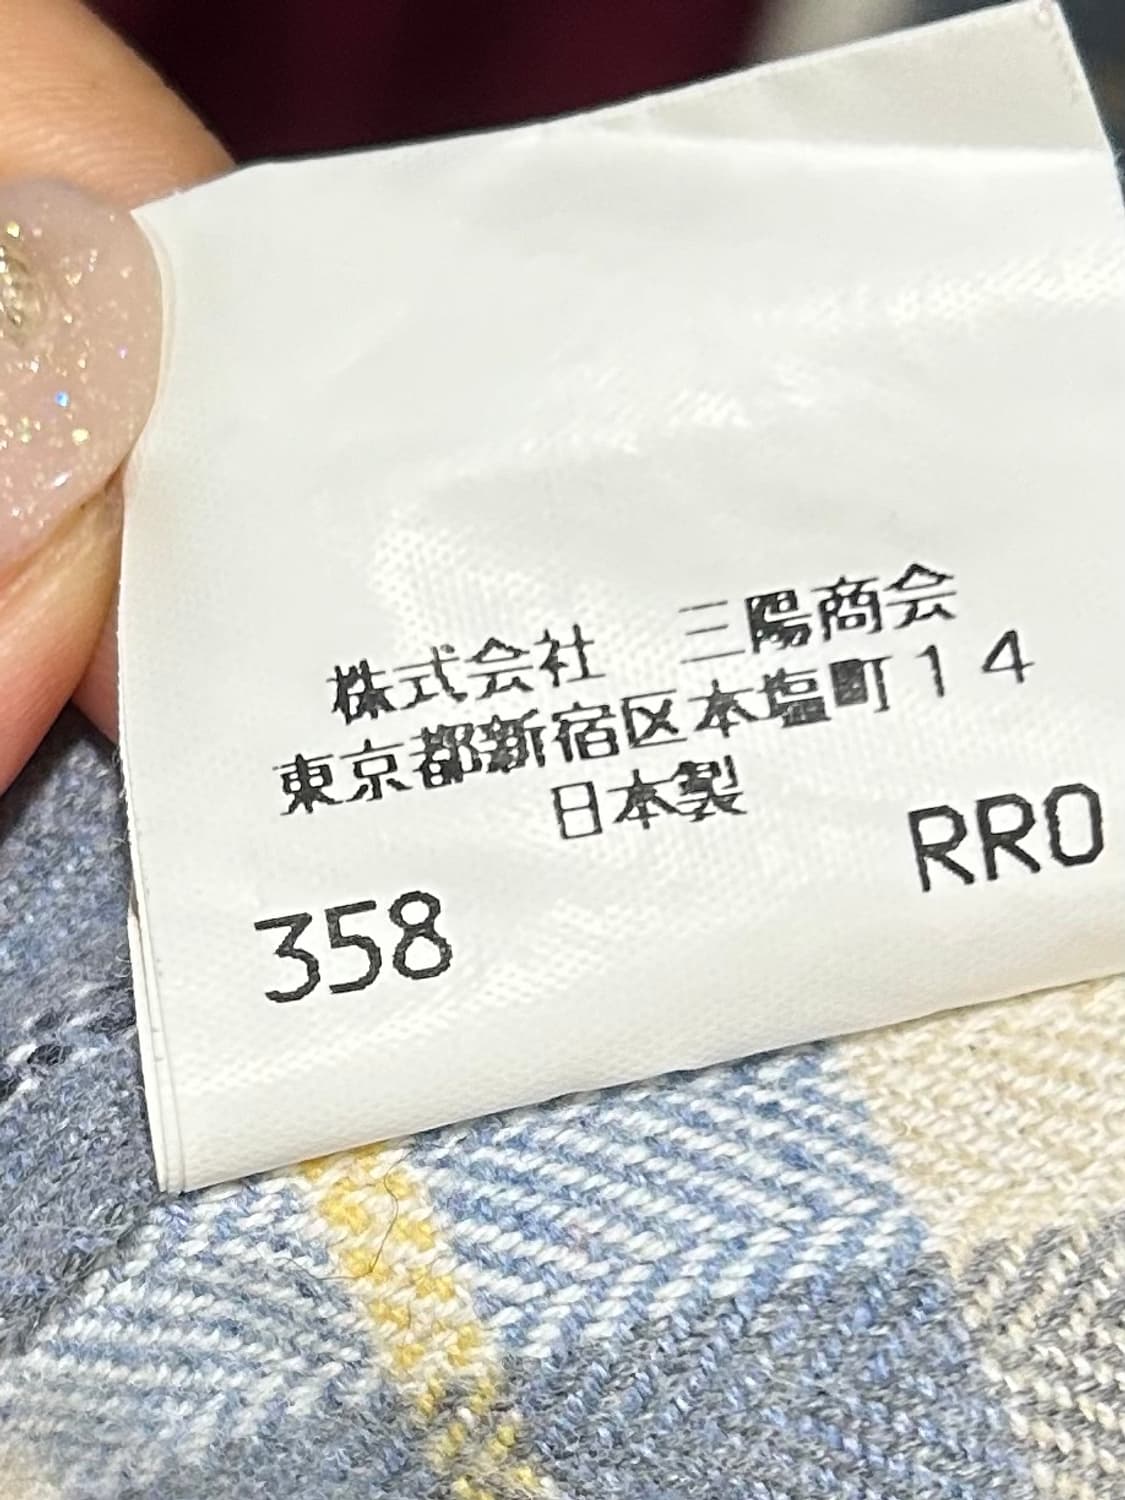 株式会社　三陽商会
東京都新宿区本塩町１４
日本製
358 RRO